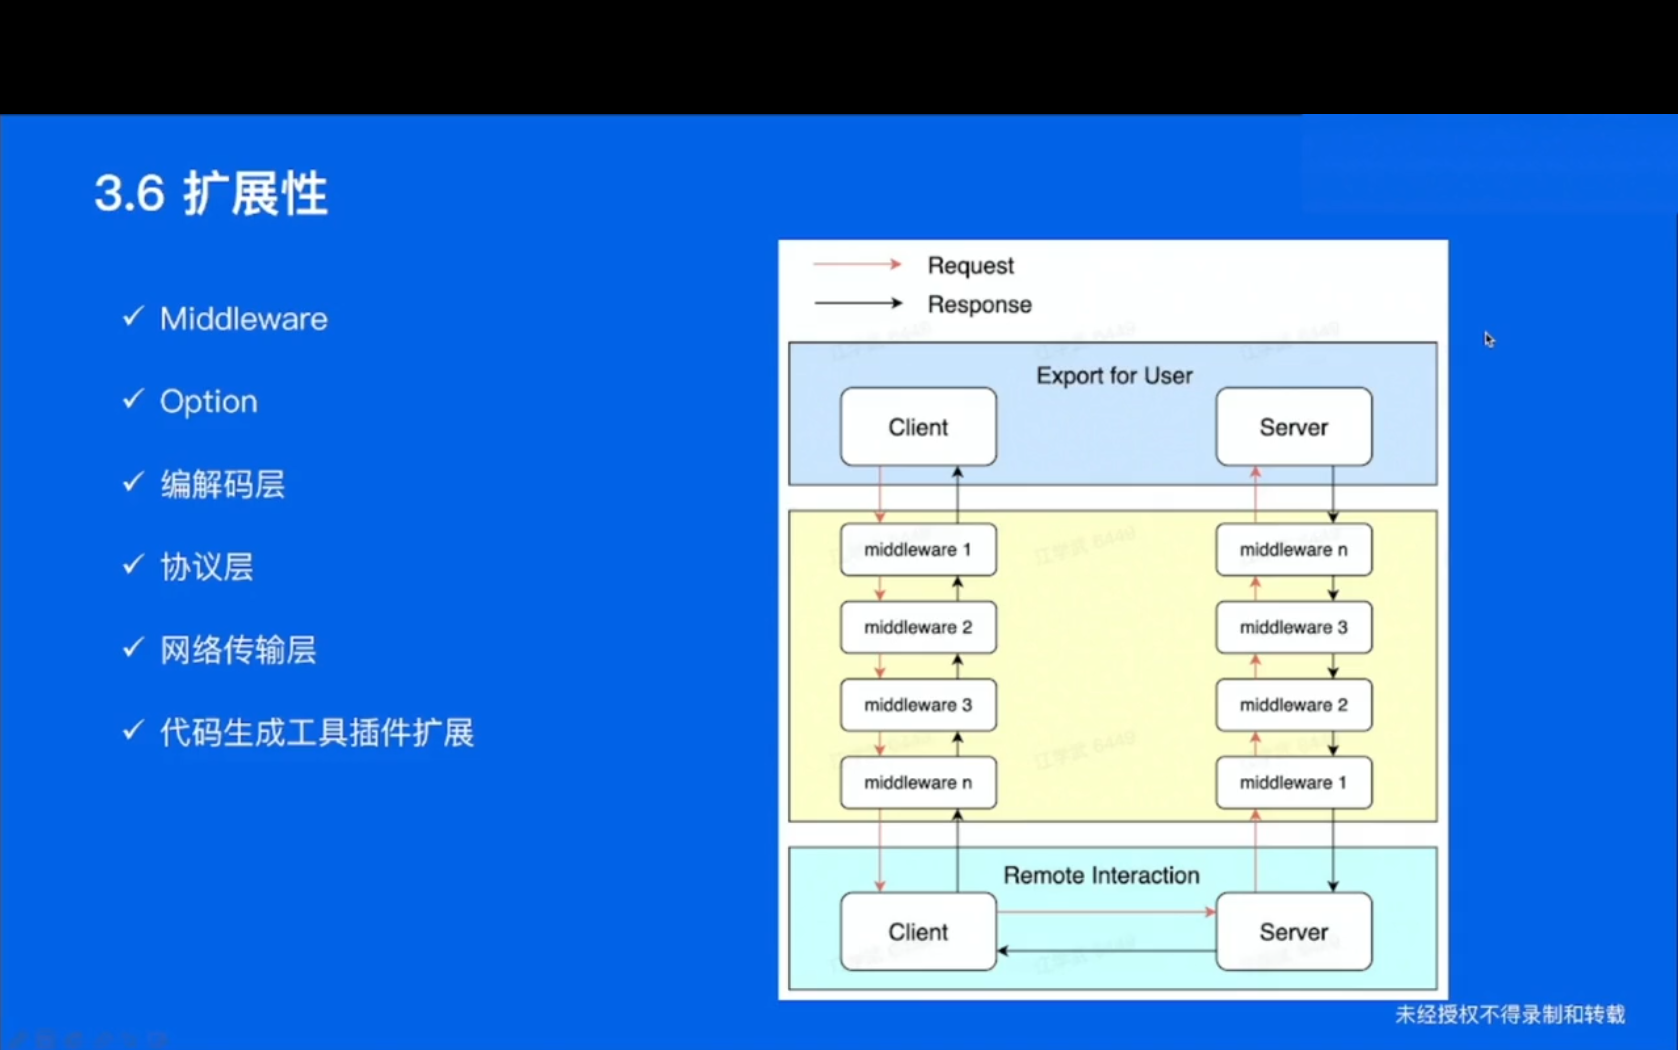 3.6 扩展性
✓ Middleware
✓ Option
✓ 编解码层
✓ 协议层
✓ 网络传输层
✓ 代码生成工具插件扩展
Request
Response
Export for User
Client
Server
middleware 1
middleware n
middleware 2
middleware 3
middleware 3
middleware 2
middleware n
middleware 1
Remote Interaction
Client
Server
未经授权不得录制和转载